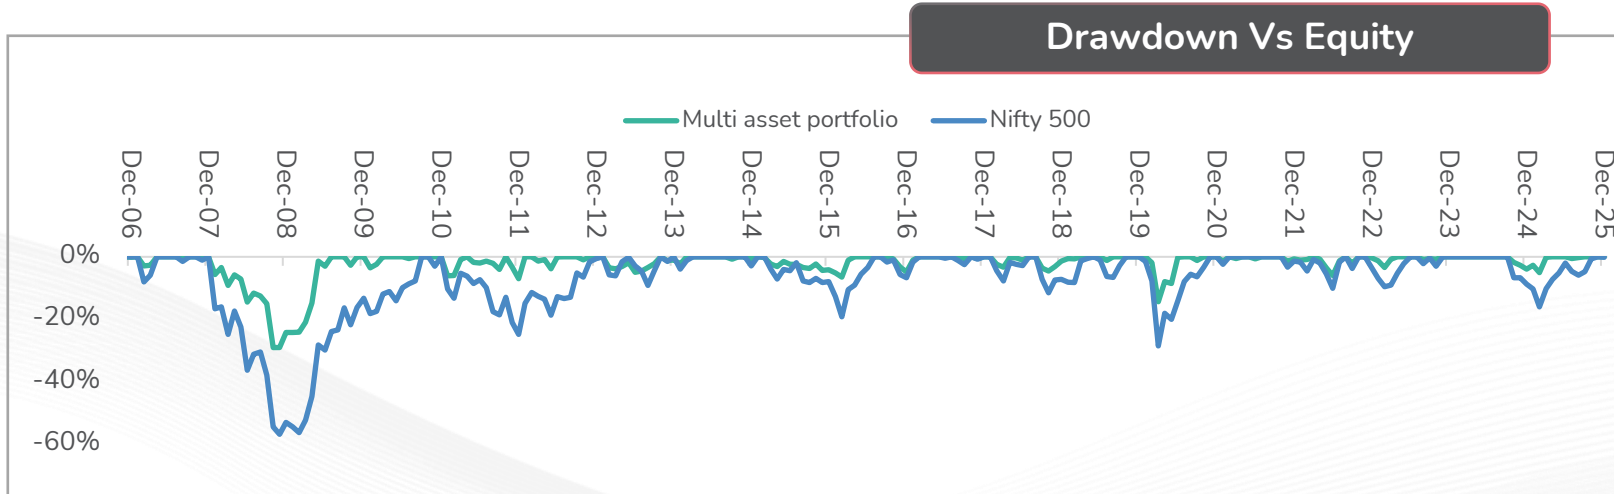 Drawdown Vs Equity
Multi asset portfolio
Nifty 500
Dec-06
Dec-07
Dec-08
Dec-09
Dec-10
Dec-11
Dec-12
Dec-13
Dec-14
Dec-15
Dec-16
Dec-17
Dec-18
Dec-19
Dec-20
Dec-21
Dec-22
Dec-23
Dec-24
Dec-25
0%
-20%
-40%
-60%